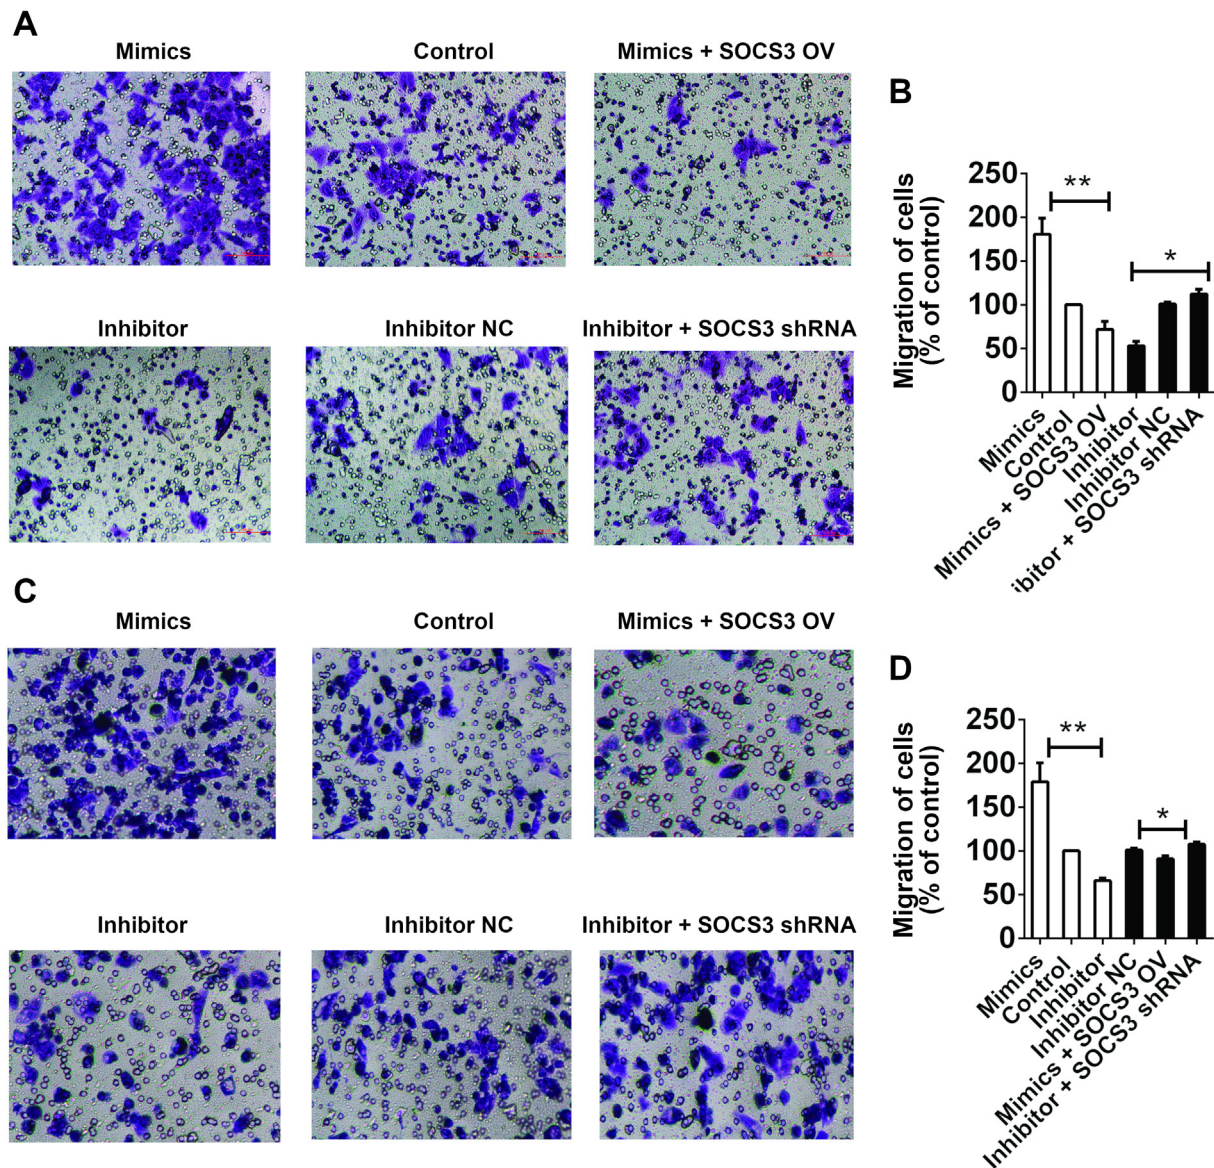 A
Mimics
Control
Mimics + SOCS3 OV
Inhibitor
Inhibitor NC
Inhibitor + SOCS3 shRNA
B
Migration of cells
(% of control)
250
200
150
100
50
0
**
*
Mimics
Control
Mimics + SOCS3 OV
Inhibitor
Inhibitor NC
ibitor + SOCS3 shRNA
C
Mimics
Control
Mimics + SOCS3 OV
Inhibitor
Inhibitor NC
Inhibitor + SOCS3 shRNA
D
Migration of cells
(% of control)
250
200
150
100
50
0
**
*
Mimics
Control
Inhibitor
Inhibitor NC
Mimics + SOCS3 OV
Inhibitor + SOCS3 shRNA